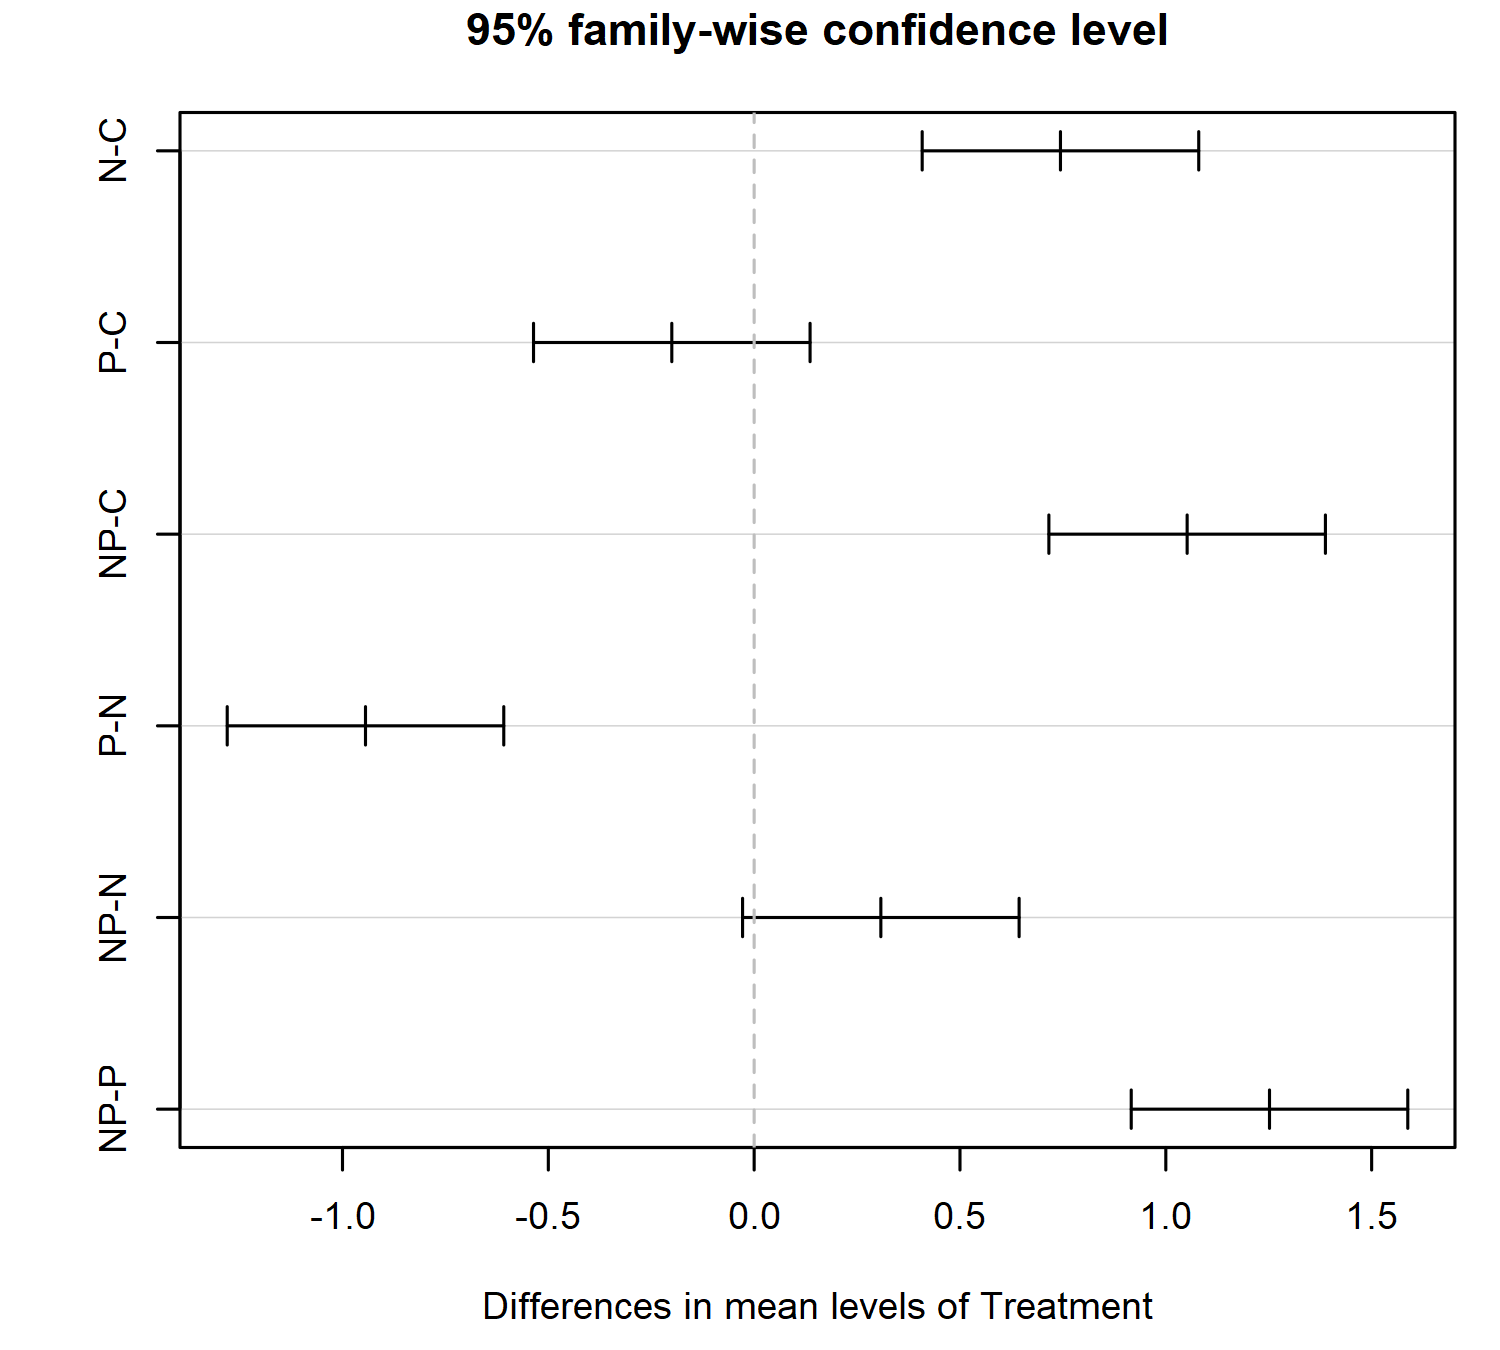 95% family-wise confidence level
N-C
P-C
NP-C
P-N
NP-N
NP-P
-1.0 -0.5 0.0 0.5 1.0 1.5
Differences in mean levels of Treatment